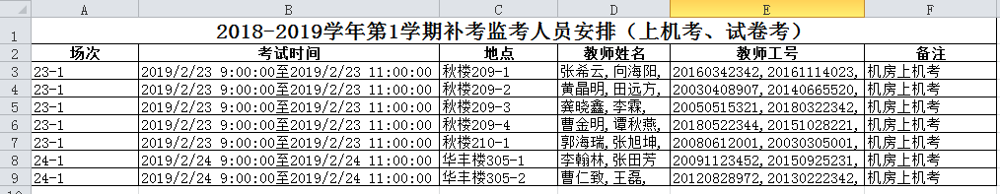 A B C D E F
1 2018-2019学年第1学期补考监考人员安排（上机考、试卷考）
2 场次 考试时间 地点 教师姓名 教师工号 备注
3 23-1 2019/2/23 9:00:00至2019/2/23 11:00:00 秋楼209-1 张希云,向海阳, 20160342342,20161114023, 机房上机考
4 23-1 2019/2/23 9:00:00至2019/2/23 11:00:00 秋楼209-2 黄晶明,田远方, 20030408907,20140665520, 机房上机考
5 23-1 2019/2/23 9:00:00至2019/2/23 11:00:00 秋楼209-3 龚晓鑫,李霖, 20050515321,20180322342, 机房上机考
6 23-1 2019/2/23 9:00:00至2019/2/23 11:00:00 秋楼209-4 曹金明,谭秋燕, 20180522344,20151028221, 机房上机考
7 23-1 2019/2/23 9:00:00至2019/2/23 11:00:00 秋楼210-1 郭海瑞,张旭坤, 20080612001,20030305001, 机房上机考
8 24-1 2019/2/24 9:00:00至2019/2/24 11:00:00 华丰楼305-1 李翰林,张田芳 20091123452,20150925231, 机房上机考
9 24-1 2019/2/24 9:00:00至2019/2/24 11:00:00 华丰楼305-2 曹仁致,王磊, 20120828972,20130222342, 机房上机考